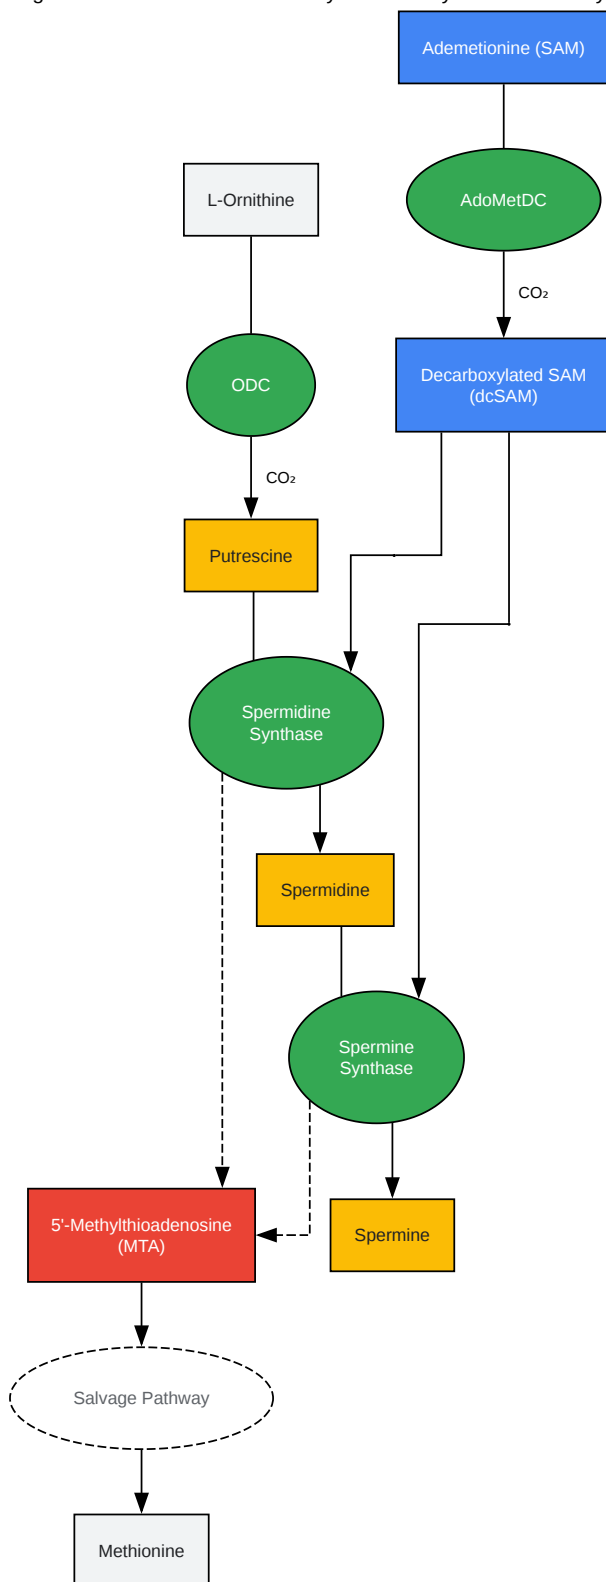 Ademetionine (SAM)
L-Ornithine
AdoMetDC
CO₂
Decarboxylated SAM
(dcSAM)
ODC
CO₂
Putrescine
Spermidine
Synthase
Spermidine
Spermine
Synthase
5'-Methylthioadenosine
(MTA)
Spermine
Salvage Pathway
Methionine